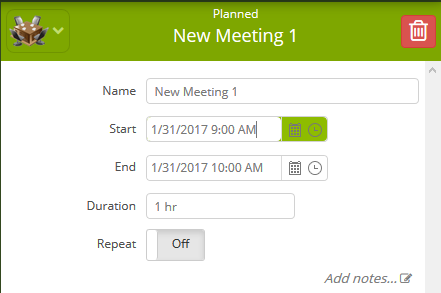 Planned
New Meeting 1
Name New Meeting 1
Start 1/31/2017 9:00 AM
End 1/31/2017 10:00 AM
Duration 1 hr
Repeat Off
Add notes...